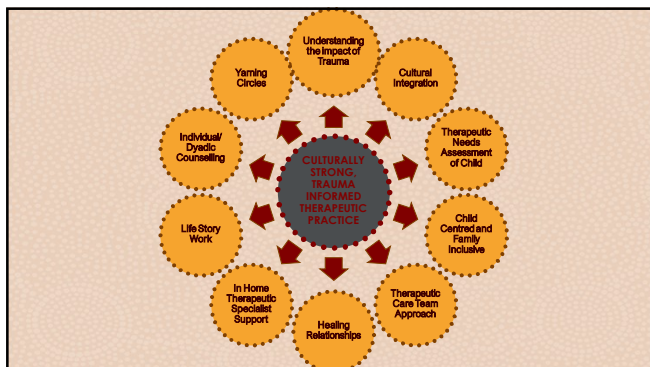 Understanding
the Impact of
Trauma
Yarning
Circles
Cultural
Integration
Individual/
Dyadic
Counselling
Therapeutic
Needs
Assessment
of Child
CULTURALLY
STRONG,
TRAUMA
INFORMED
THERAPEUTIC
PRACTICE
Life Story
Work
Child
Centred and
Family
Inclusive
In Home
Therapeutic
Specialist
Support
Therapeutic
Care Team
Approach
Healing
Relationships